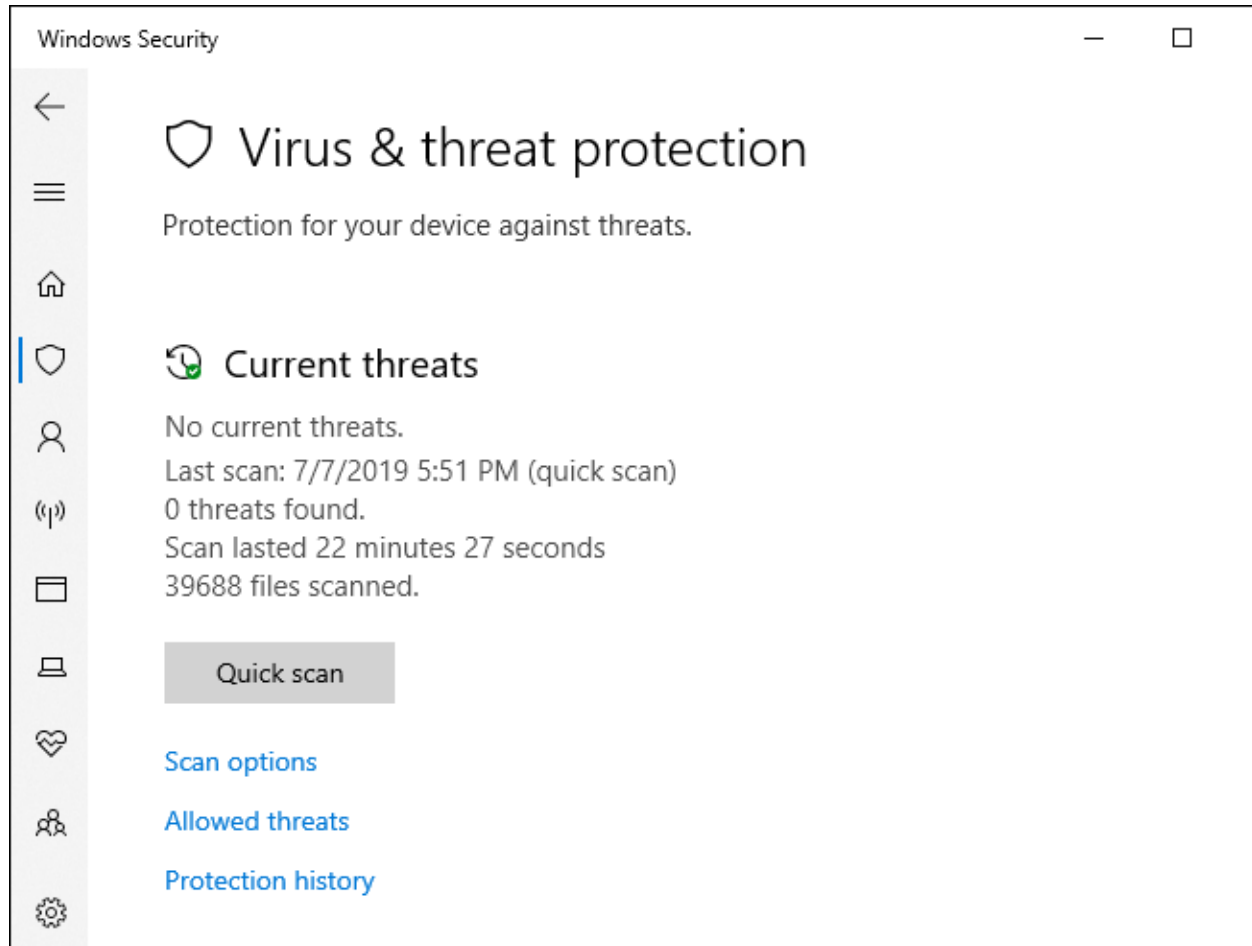 Windows Security
Virus & threat protection
Protection for your device against threats.
Current threats
No current threats.
Last scan: 7/7/2019 5:51 PM (quick scan)
0 threats found.
Scan lasted 22 minutes 27 seconds
39688 files scanned.
Quick scan
Scan options
Allowed threats
Protection history